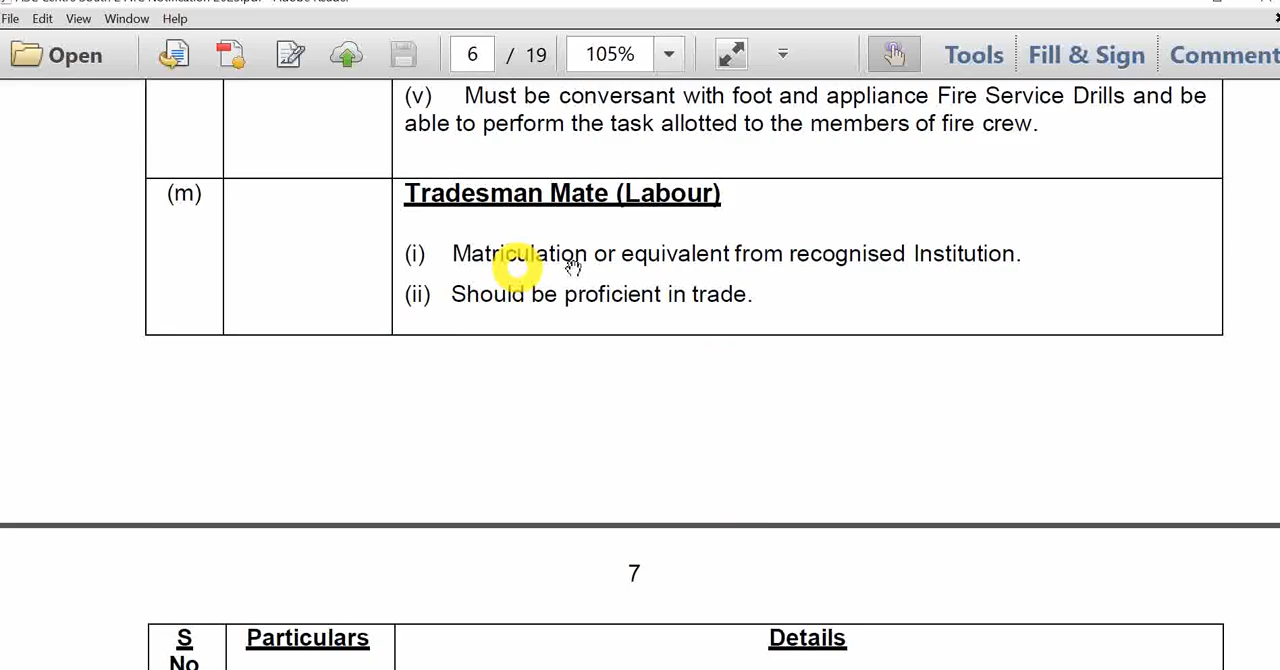 File Edit View Window Help
Open 6 / 19 105% Tools Fill & Sign Comment
(v) Must be conversant with foot and appliance Fire Service Drills and be
able to perform the task allotted to the members of fire crew.
(m) Tradesman Mate (Labour)
(i) Matriculation or equivalent from recognised Institution.
(ii) Should be proficient in trade.
7
S Particulars Details
No